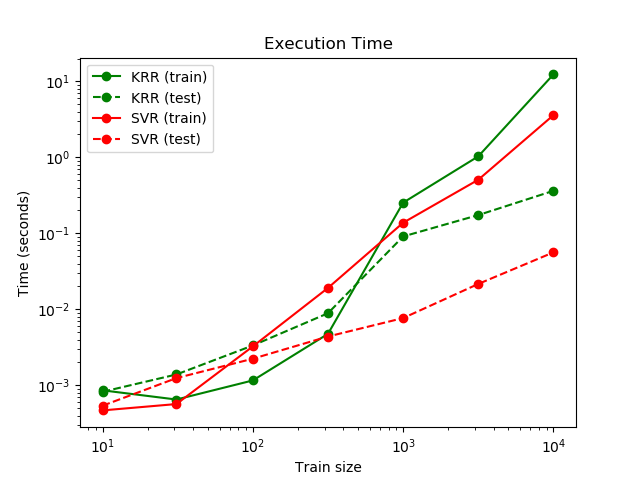 Execution Time
KRR (train)
KRR (test)
SVR (train)
SVR (test)
Time (seconds)
10¹
10⁰
10⁻¹
10⁻²
10⁻³
10¹ 10² 10³ 10⁴
Train size